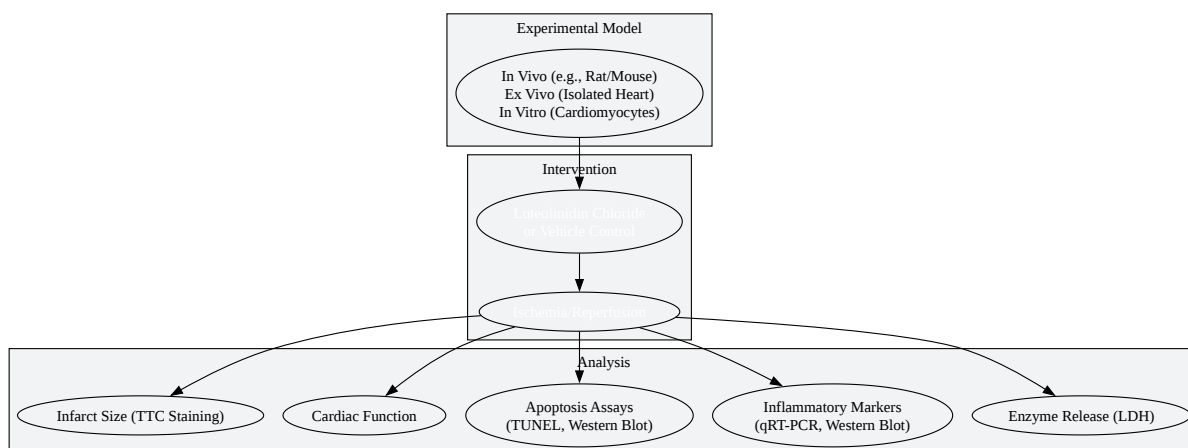 Experimental Model
In Vivo (e.g., Rat/Mouse)
Ex Vivo (Isolated Heart)
In Vitro (Cardiomyocytes)
Intervention
Luteolinidin Chloride
or Vehicle Control
Ischemia/Reperfusion
Analysis
Infarct Size (TTC Staining)
Cardiac Function
Apoptosis Assays
(TUNEL, Western Blot)
Inflammatory Markers
(qRT-PCR, Western Blot)
Enzyme Release (LDH)